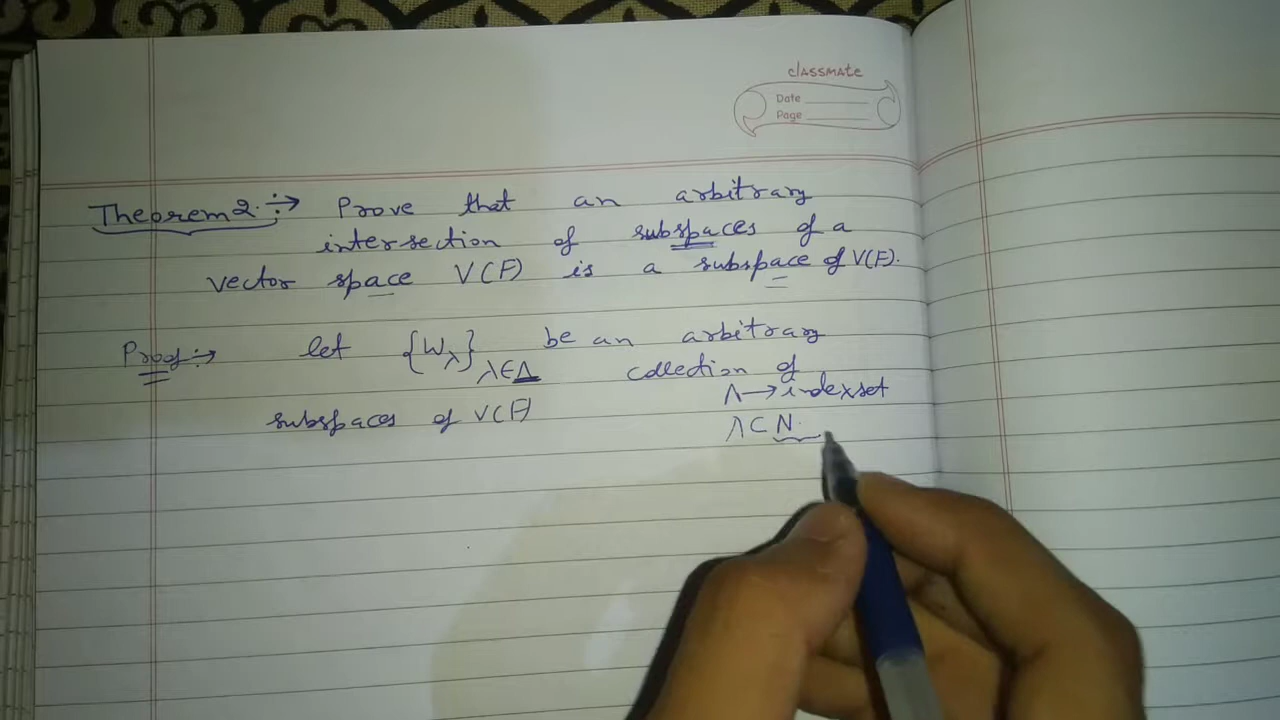 classmate
Date
Page
Theorem 2. :→ Prove that an arbitrary
intersection of subspaces of a
vector space V(F) is a subspace of V(F).
Proof :→ let {Wλ}λ∈Λ be an arbitrary
collection of
Λ → index set
subspaces of V(F)
λ ⊂ N.